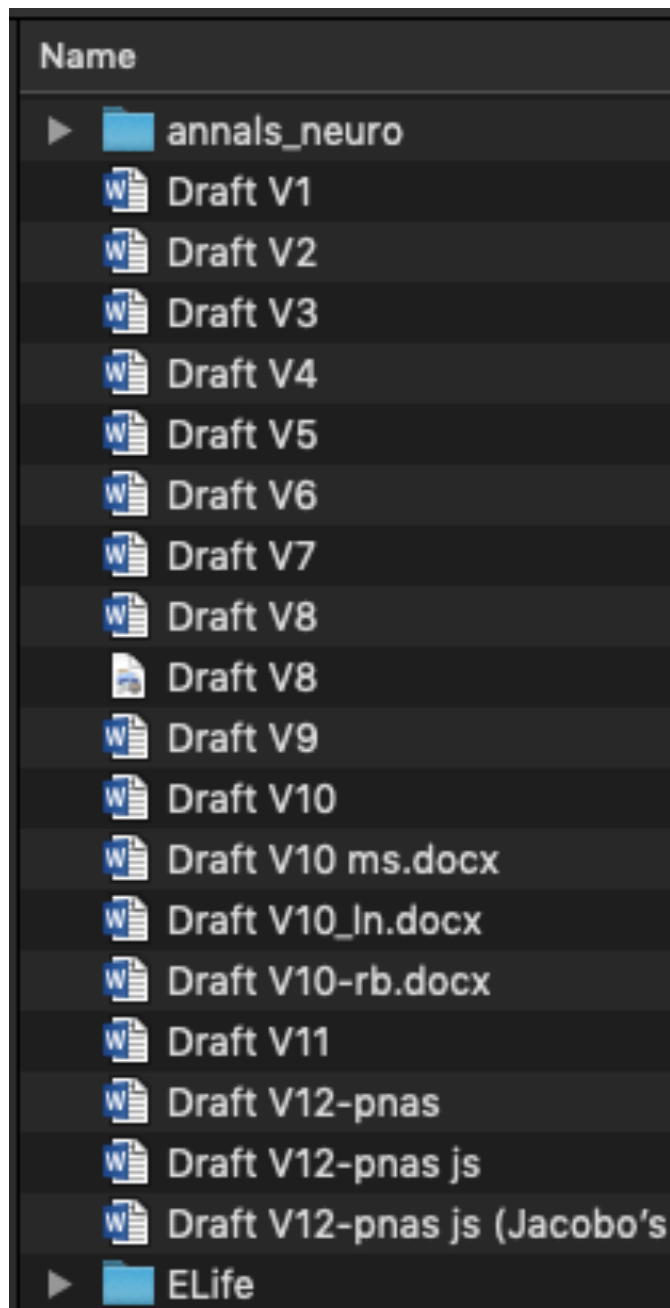 Name
annals_neuro
Draft V1
Draft V2
Draft V3
Draft V4
Draft V5
Draft V6
Draft V7
Draft V8
Draft V8
Draft V9
Draft V10
Draft V10 ms.docx
Draft V10_ln.docx
Draft V10-rb.docx
Draft V11
Draft V12-pnas
Draft V12-pnas js
Draft V12-pnas js (Jacobo's
ELife